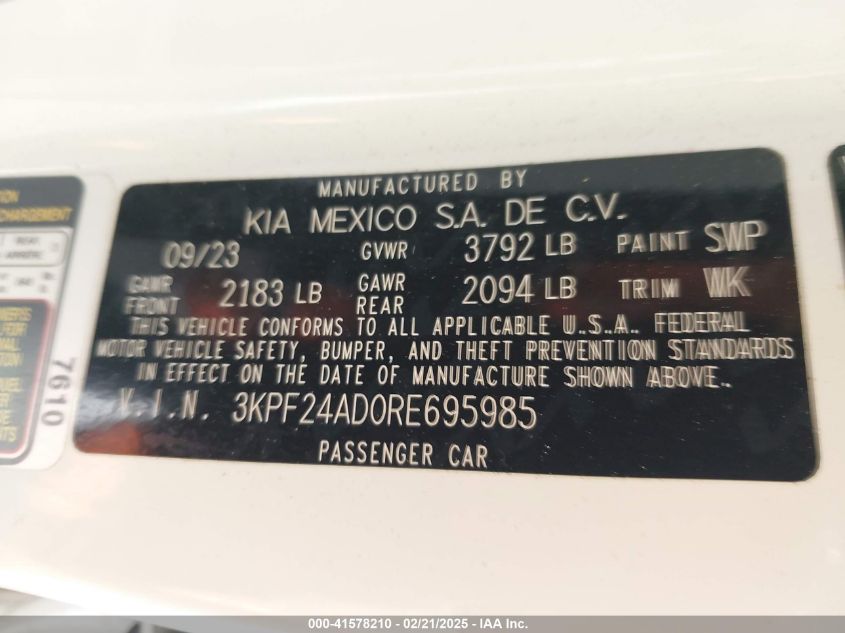 MANUFACTURED BY
KIA MEXICO S.A. DE C.V.
09/23 GVWR 3792 LB PAINT SWP
GAWR FRONT 2183 LB GAWR REAR 2094 LB TRIM WK
THIS VEHICLE CONFORMS TO ALL APPLICABLE U.S.A. FEDERAL
MOTOR VEHICLE SAFETY, BUMPER, AND THEFT PREVENTION STANDARDS
IN EFFECT ON THE DATE OF MANUFACTURE SHOWN ABOVE.
V.I.N. 3KPF24AD0RE695985
PASSENGER CAR
7610
000-41578210 - 02/21/2025 - IAA Inc.